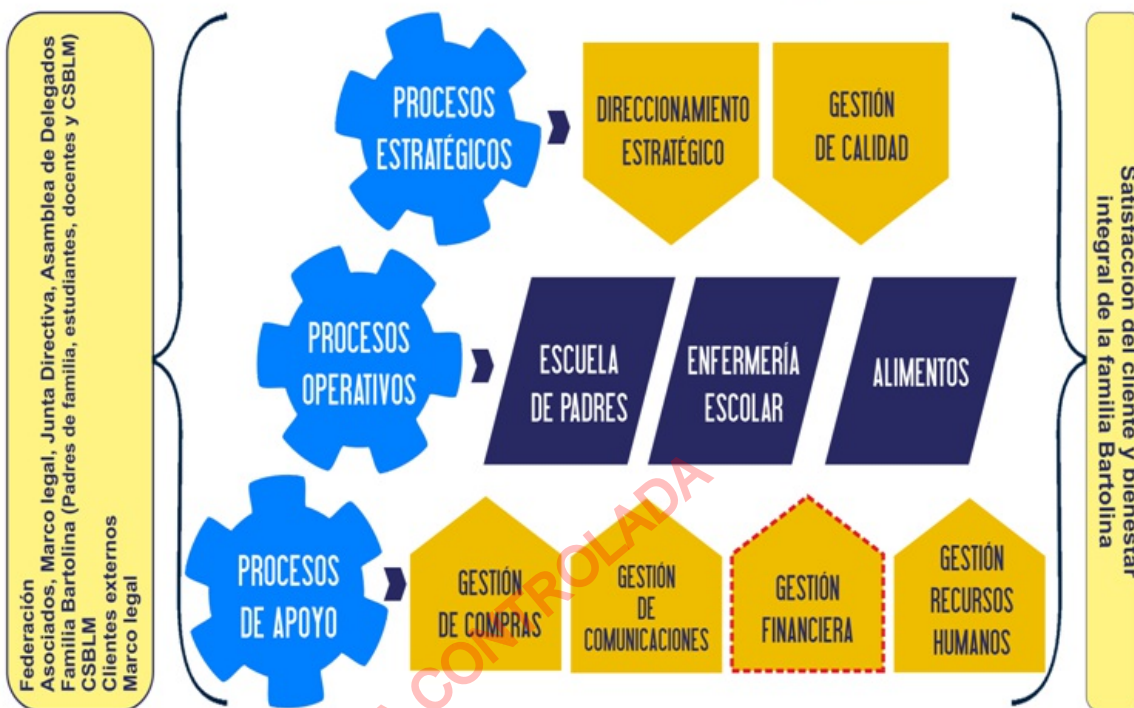 Federación
Asociados, Marco legal, Junta Directiva, Asamblea de Delegados
Familia Bartolina (Padres de familia, estudiantes, docentes y CSBLM)
CSBLM
Clientes externos
Marco legal
PROCESOS
ESTRATÉGICOS
DIRECCIONAMIENTO
ESTRATÉGICO
GESTIÓN
DE CALIDAD
PROCESOS
OPERATIVOS
ESCUELA
DE PADRES
ENFERMERÍA
ESCOLAR
ALIMENTOS
PROCESOS
DE APOYO
GESTIÓN
DE COMPRAS
GESTIÓN
DE
COMUNICACIONES
GESTIÓN
FINANCIERA
GESTIÓN
RECURSOS
HUMANOS
CONTROLADA
Satisfacción del cliente y bienestar
integral de la familia Bartolina